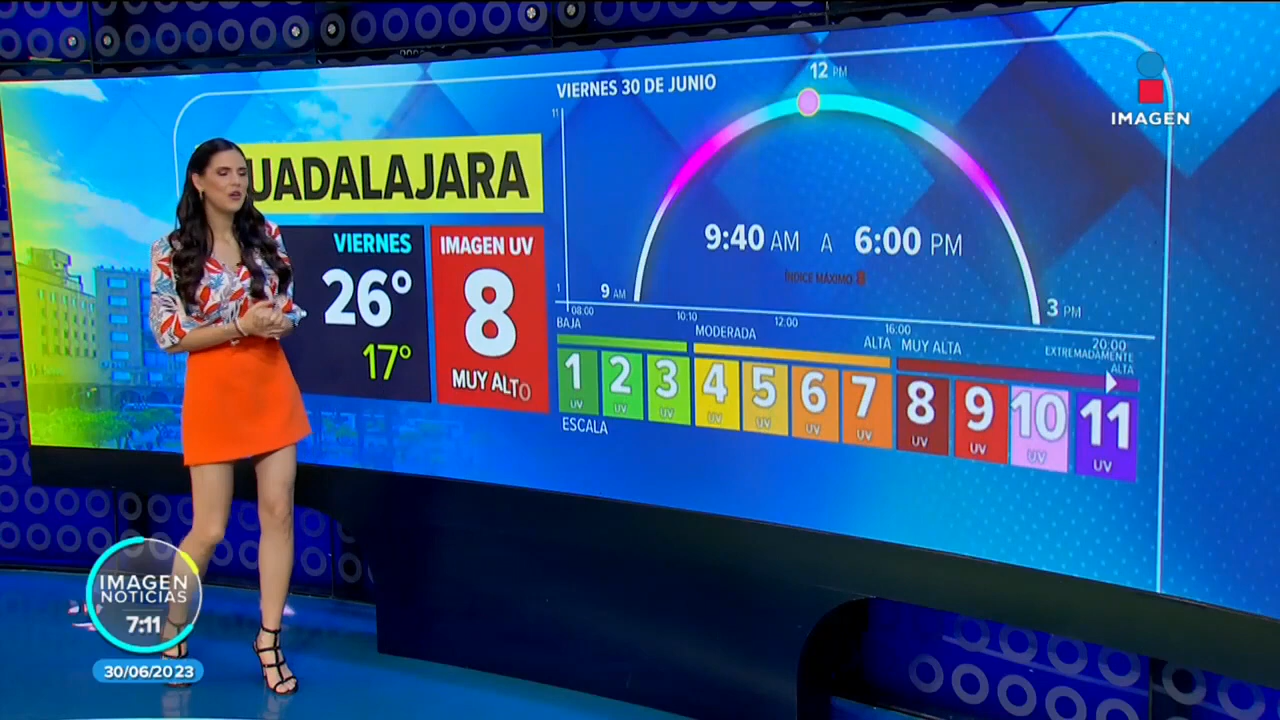 VIERNES 30 DE JUNIO
12 PM
IMAGEN
11
UADALAJARA
VIERNES
26°
17°
IMAGEN UV
8
MUY ALTO
9:40 AM A 6:00 PM
ÍNDICE MÁXIMO 8
1
9 AM
3 PM
08:00 10:10 12:00 16:00 20:00
BAJA MODERADA ALTA MUY ALTA EXTREMADAMENTE
ALTA
1 2 3 4 5 6 7 8 9 10 11
UV UV UV UV UV UV UV UV UV UV UV
ESCALA
IMAGEN
NOTICIAS
7:11
30/06/2023